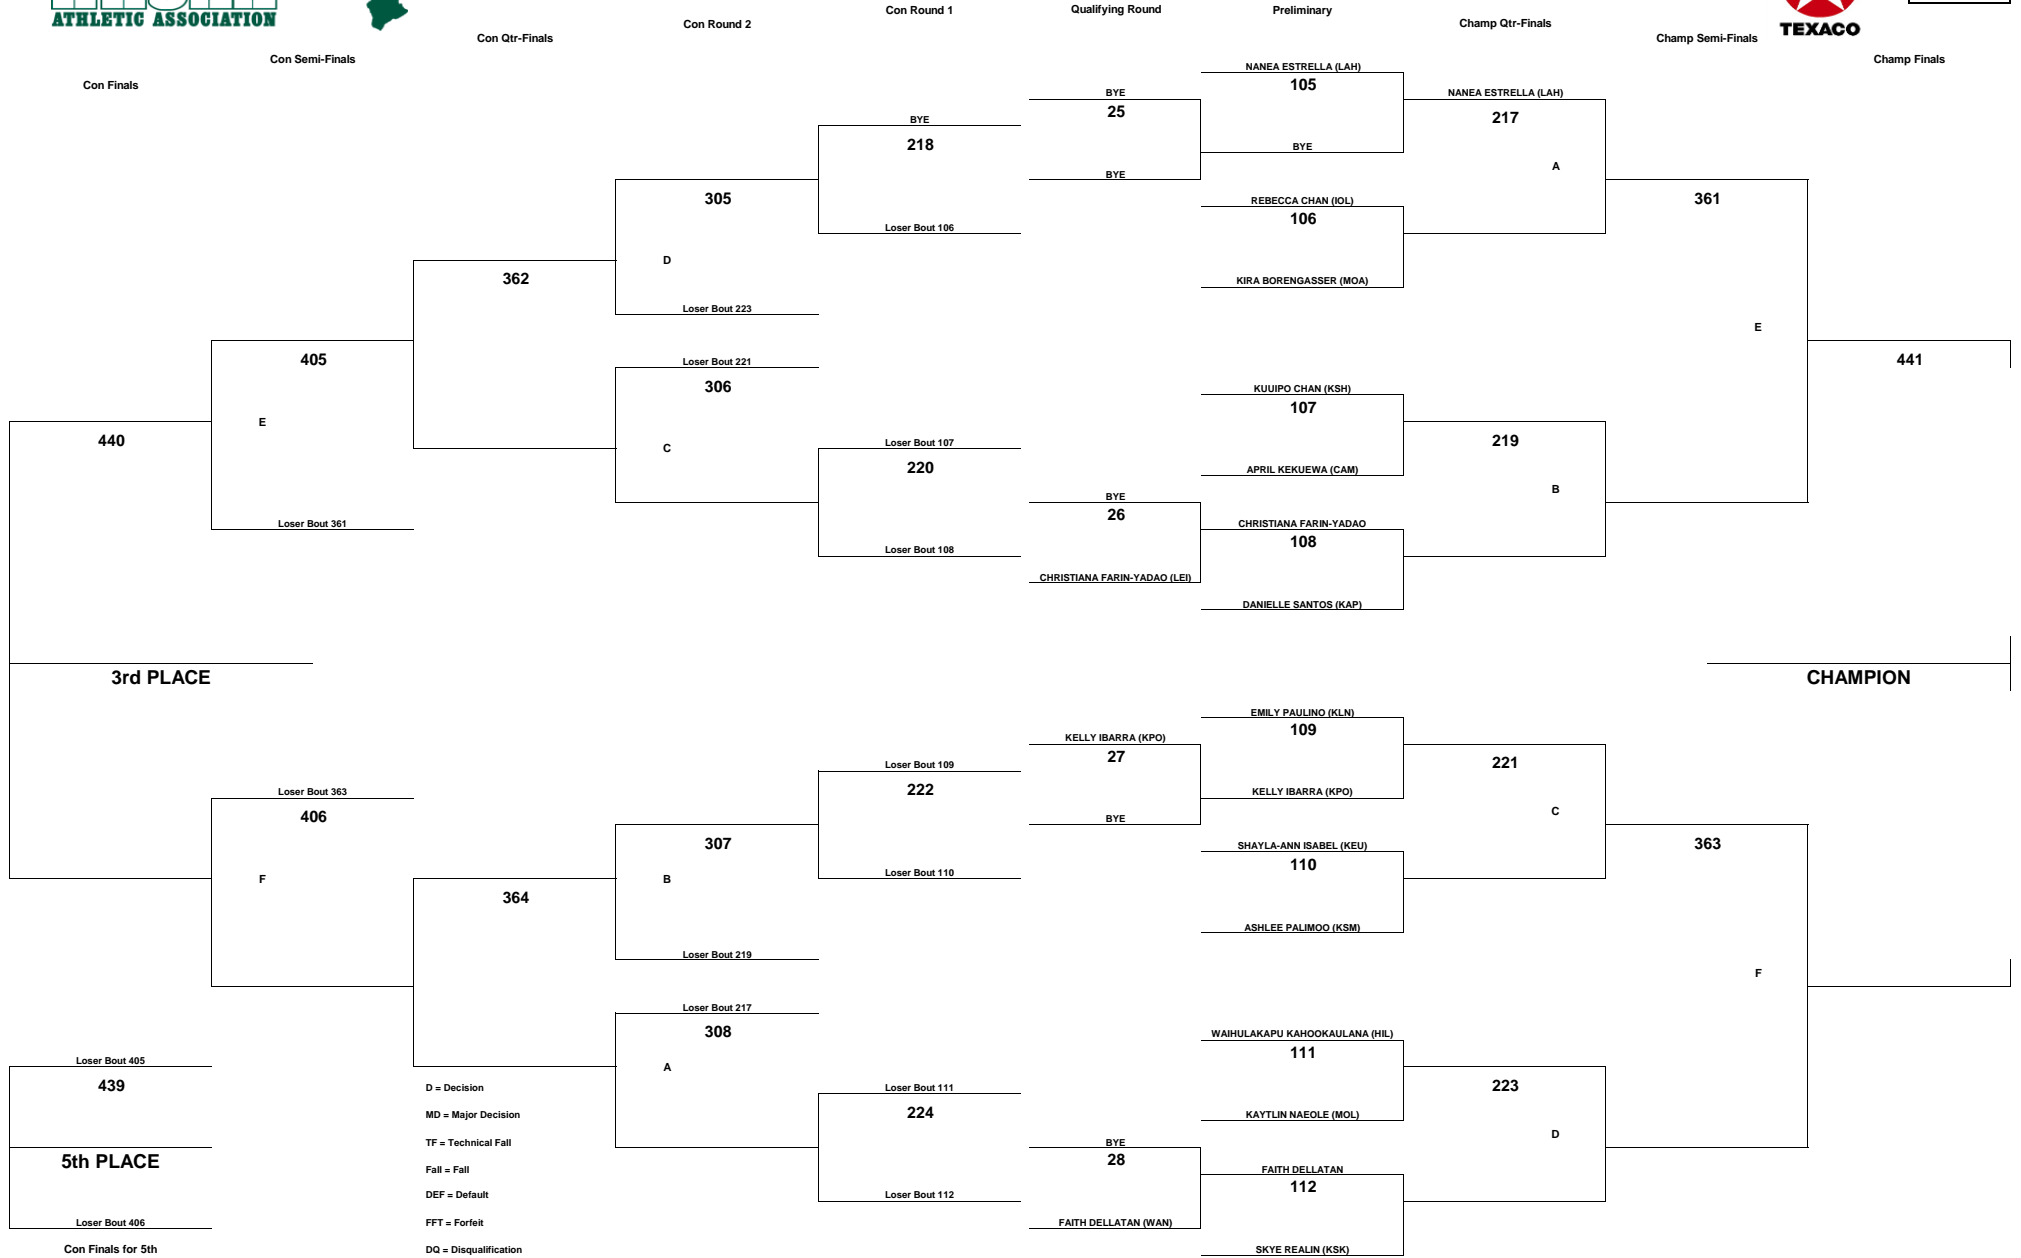 ATHLETIC ASSOCIATION
TEXACO
Con Finals
Con Semi-Finals
Con Qtr-Finals
Con Round 2
Con Round 1
Qualifying Round
Preliminary
Champ Qtr-Finals
Champ Semi-Finals
Champ Finals
NANEA ESTRELLA (LAH)
105
BYE
NANEA ESTRELLA (LAH)
217
A
BYE
25
BYE
BYE
218
Loser Bout 106
REBECCA CHAN (IOL)
106
KIRA BORENGASSER (MOA)
305
D
Loser Bout 223
361
E
362
Loser Bout 221
306
C
405
E
Loser Bout 361
441
KUUIPO CHAN (KSH)
107
APRIL KEKUEWA (CAM)
219
B
440
Loser Bout 107
220
Loser Bout 108
BYE
26
CHRISTIANA FARIN-YADAO (LEI)
CHRISTIANA FARIN-YADAO
108
DANIELLE SANTOS (KAP)
3rd PLACE
CHAMPION
EMILY PAULINO (KLN)
109
KELLY IBARRA (KPO)
KELLY IBARRA (KPO)
27
BYE
221
C
Loser Bout 109
222
Loser Bout 110
Loser Bout 363
406
F
307
B
Loser Bout 219
SHAYLA-ANN ISABEL (KEU)
110
ASHLEE PALIMOO (KSM)
363
F
364
Loser Bout 217
308
A
WAIHULAKAPU KAHOOKAULANA (HIL)
111
KAYTLIN NAEOLE (MOL)
223
D
Loser Bout 111
224
Loser Bout 112
BYE
28
FAITH DELLATAN (WAN)
FAITH DELLATAN
112
SKYE REALIN (KSK)
Loser Bout 405
439
5th PLACE
Loser Bout 406
Con Finals for 5th
D = Decision
MD = Major Decision
TF = Technical Fall
Fall = Fall
DEF = Default
FFT = Forfeit
DQ = Disqualification